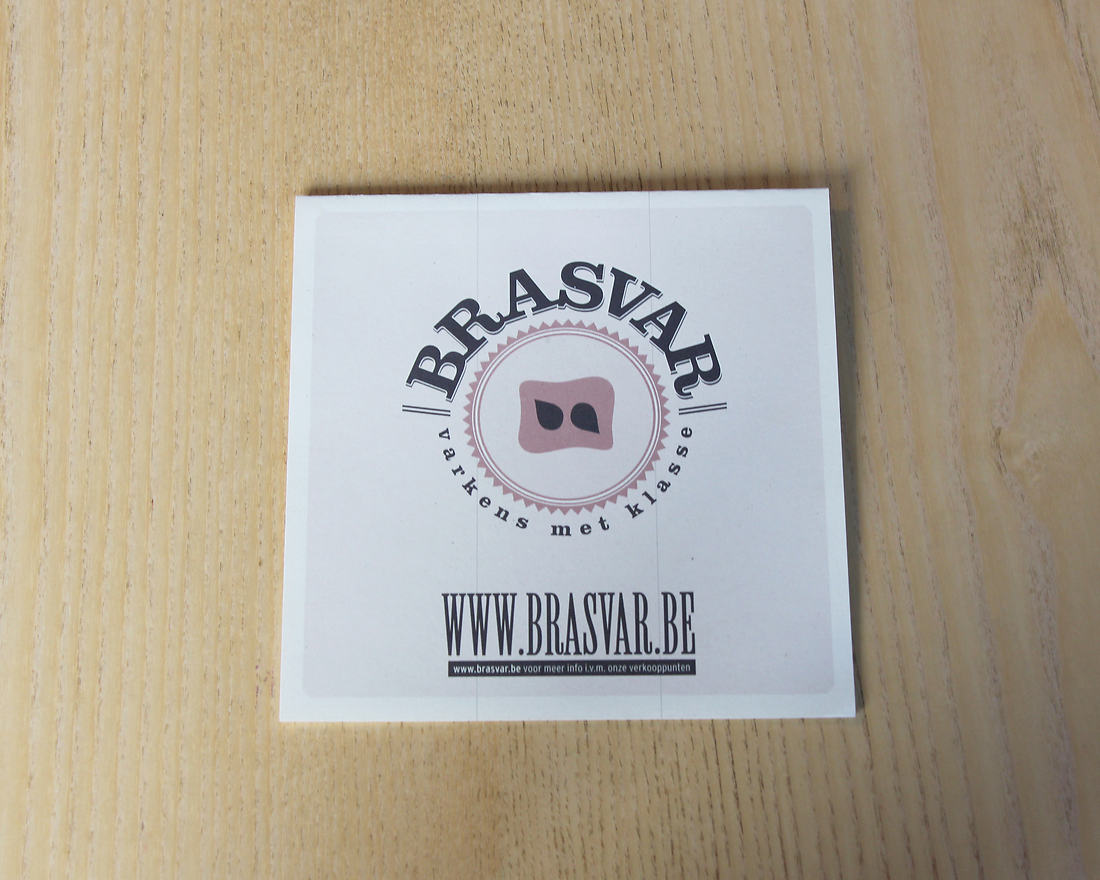 BRASVAR
varkens met klasse
WWW.BRASVAR.BE
www.brasvar.be voor meer info i.v.m. onze verkooppunten